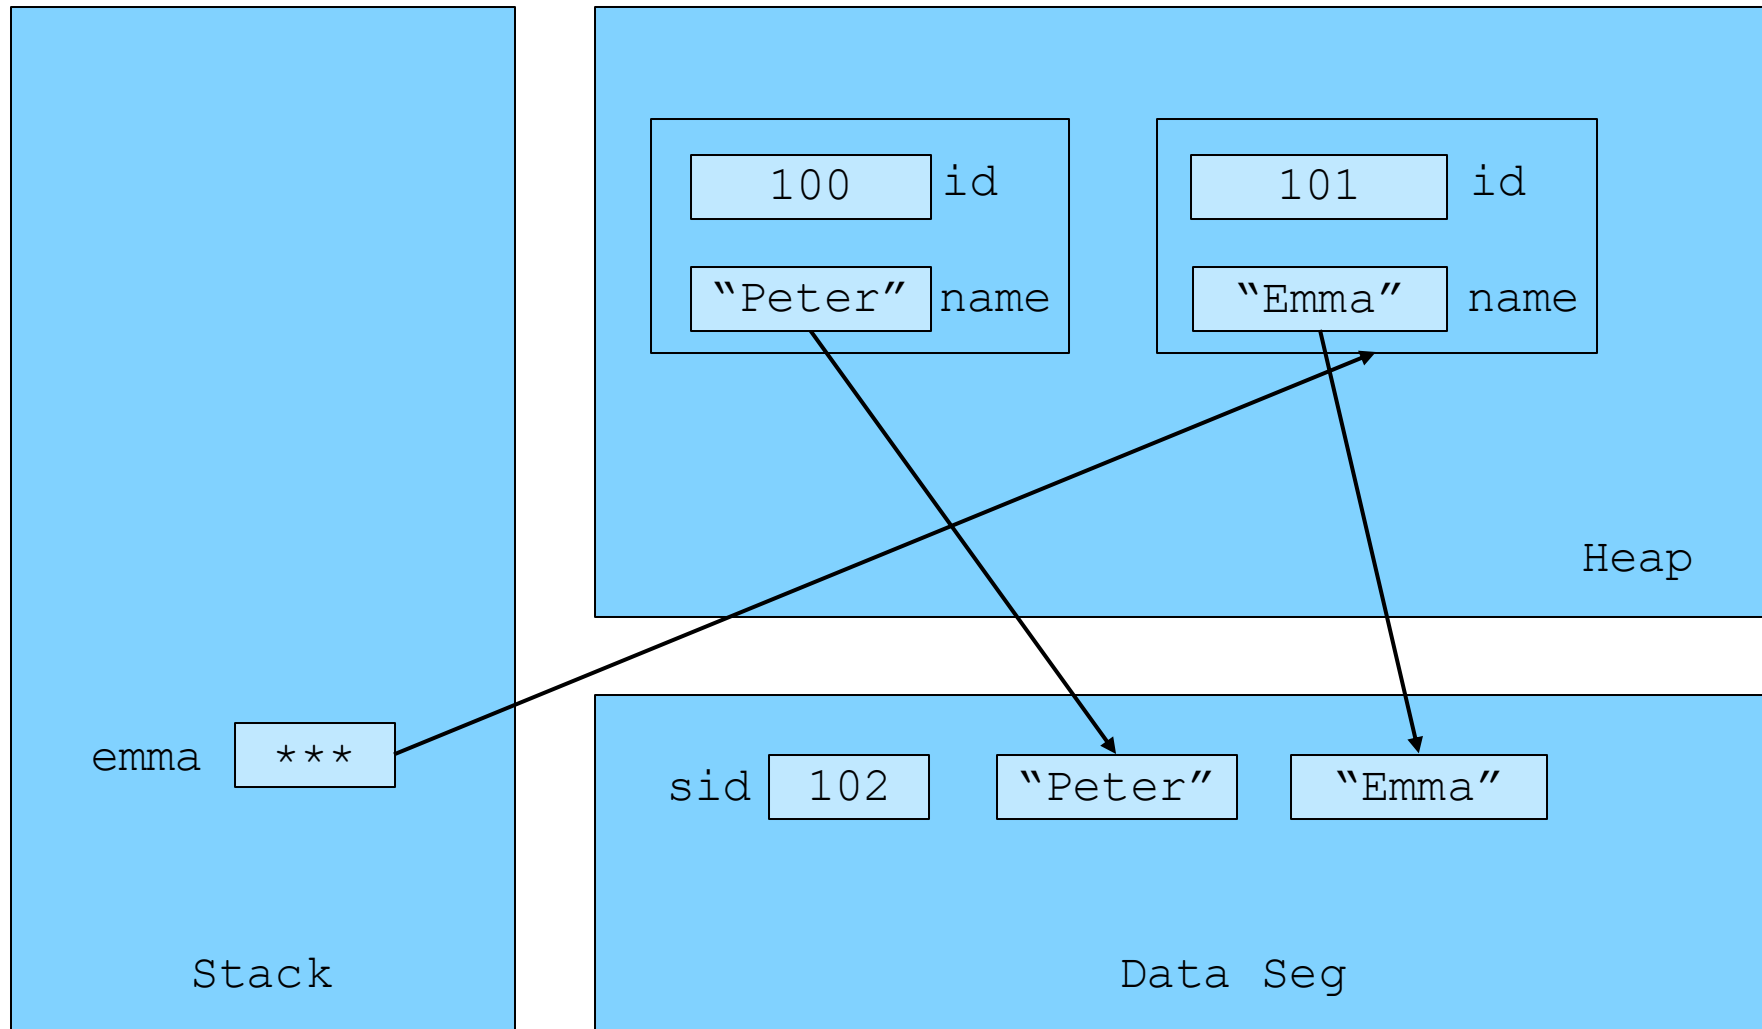 100 id
“Peter” name
101 id
“Emma” name
Heap
emma ***
Stack
sid 102 “Peter” “Emma”
Data Seg